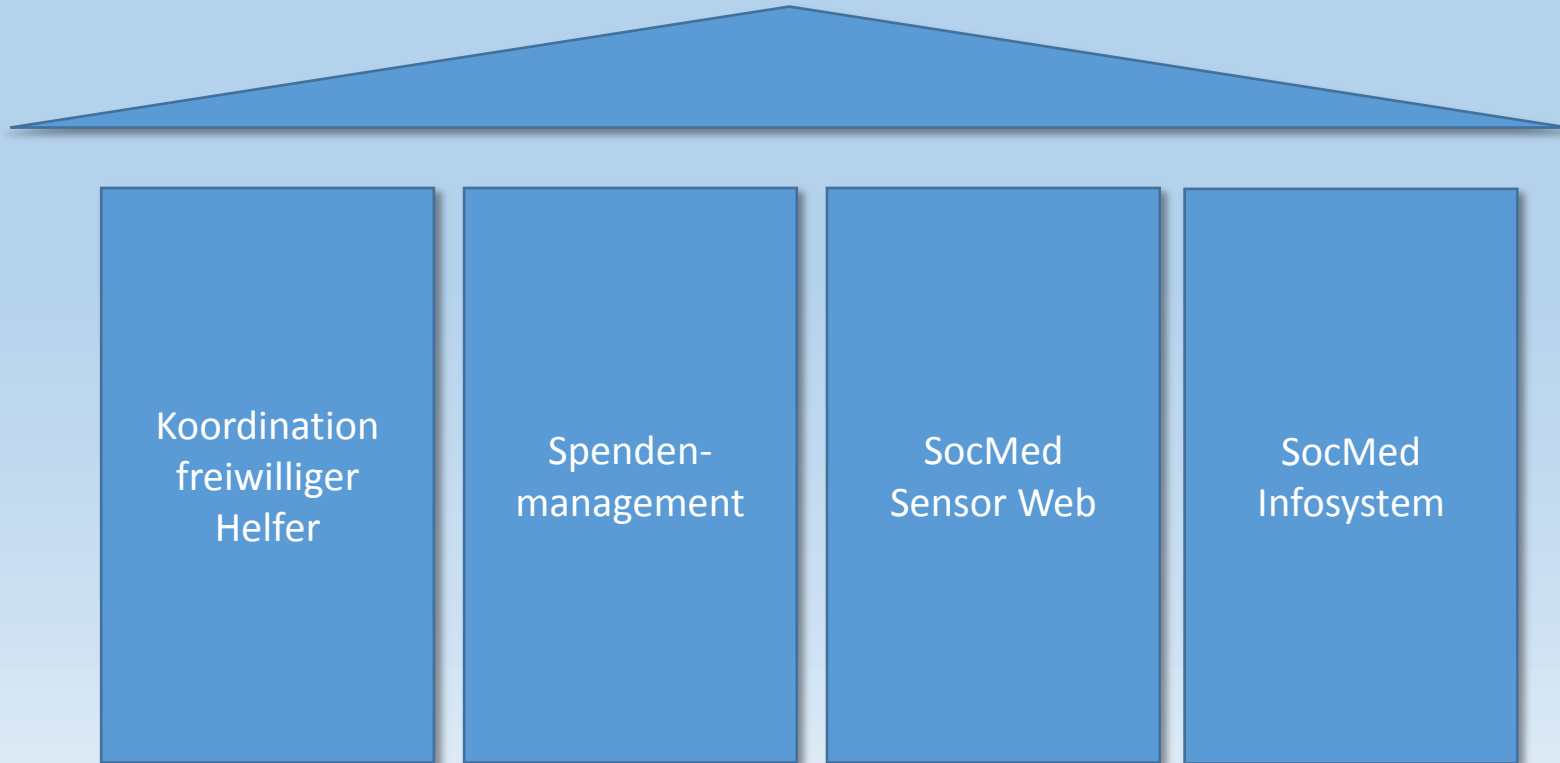 Koordination
freiwilliger
Helfer
Spenden-
management
SocMed
Sensor Web
SocMed
Infosystem